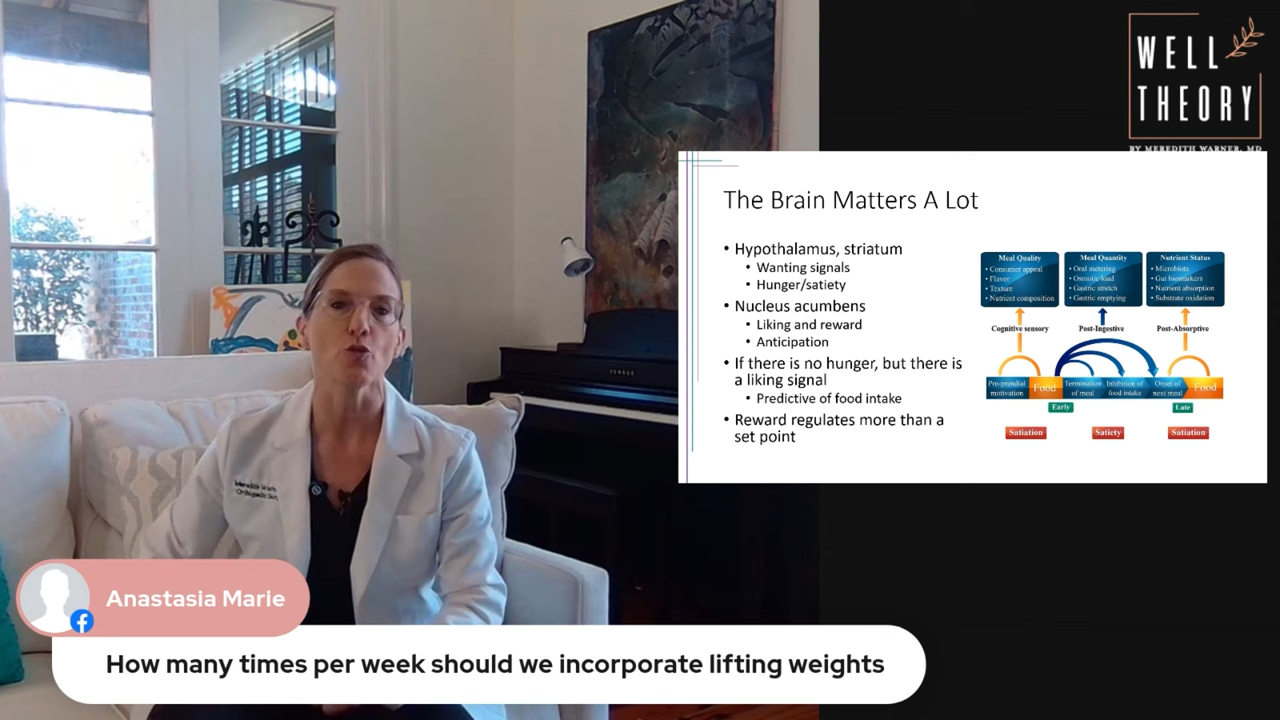 WELL
THEORY
BY MEREDITH WARNER, MD
The Brain Matters A Lot
• Hypothalamus, striatum
• Wanting signals
• Hunger/satiety
• Nucleus acumbens
• Liking and reward
• Anticipation
• If there is no hunger, but there is
a liking signal
• Predictive of food intake
• Reward regulates more than a
set point
Meal Quality
• Consumer appeal
• Flavor
• Texture
• Nutrient composition
Meal Quantity
• Oral metering
• Osmotic load
• Gastric stretch
• Gastric emptying
Nutrient Status
• Microbiota
• Gut biomarkers
• Nutrient absorption
• Substrate oxidation
Cognitive sensory
Post-Ingestive
Post-Absorptive
Pre-prandial
motivation
Food
Termination
of meal
Inhibition of
food intake
Onset of
next meal
Food
Early
Late
Satiation
Satiety
Satiation
YAMAHA
Meredith
Orthopedic
Anastasia Marie
How many times per week should we incorporate lifting weights